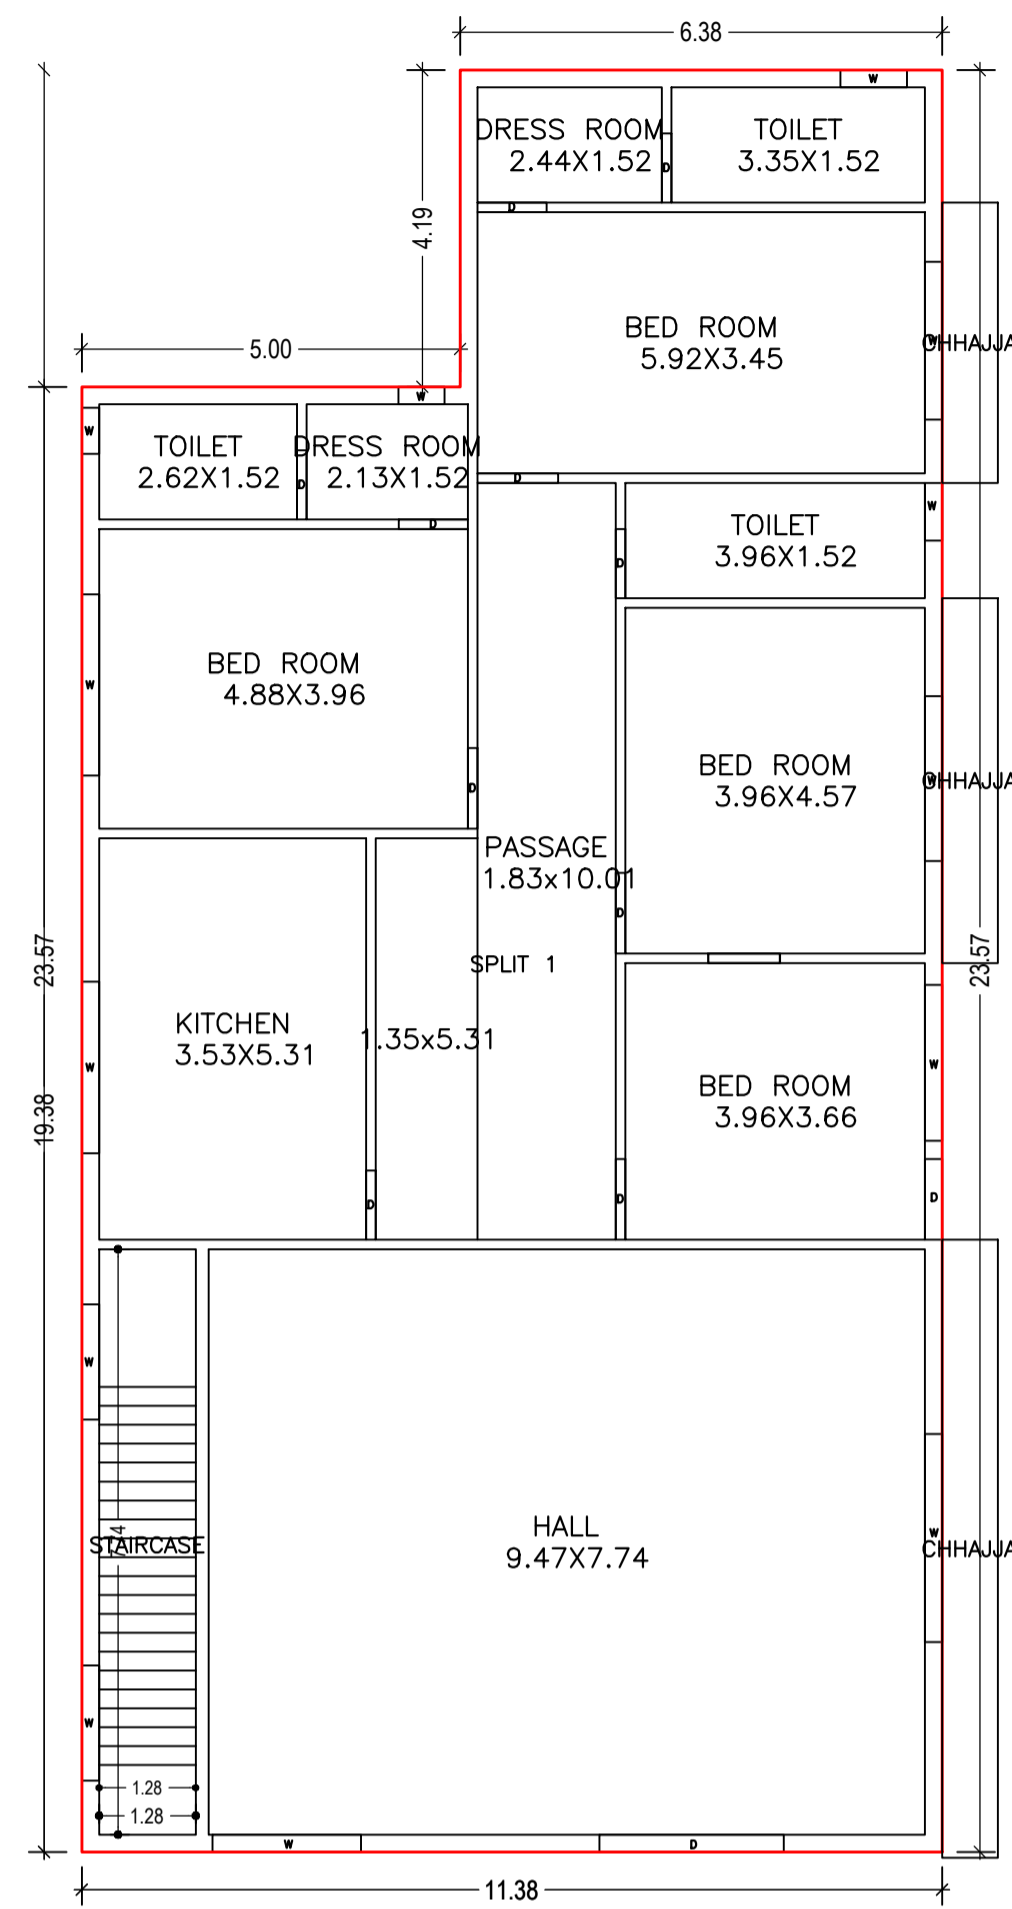 6.38
W
DRESS ROOM
2.44X1.52
TOILET
3.35X1.52
D
D
4.19
BED ROOM
5.92X3.45
W
CHHAJJA
5.00
W
W
TOILET
2.62X1.52
DRESS ROOM
2.13X1.52
D
D
D
W
TOILET
3.96X1.52
D
BED ROOM
4.88X3.96
W
D
BED ROOM
3.96X4.57
W
CHHAJJA
PASSAGE
1.83x10.01
D
23.57
SPLIT 1
23.57
KITCHEN
3.53X5.31
1.35x5.31
W
W
BED ROOM
3.96X3.66
19.38
D
D
D
W
HALL
9.47X7.74
STAIRCASE
7.74
W
CHHAJJA
W
1.28
1.28
W
D
11.38